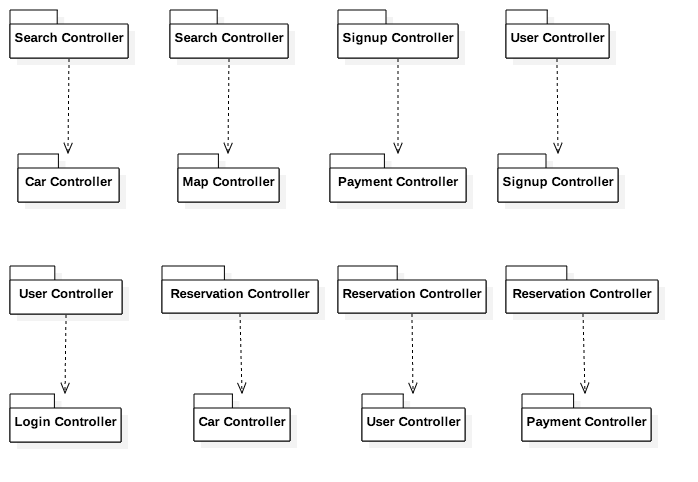 Search Controller
Search Controller
Signup Controller
User Controller
Car Controller
Map Controller
Payment Controller
Signup Controller
User Controller
Reservation Controller
Reservation Controller
Reservation Controller
Login Controller
Car Controller
User Controller
Payment Controller